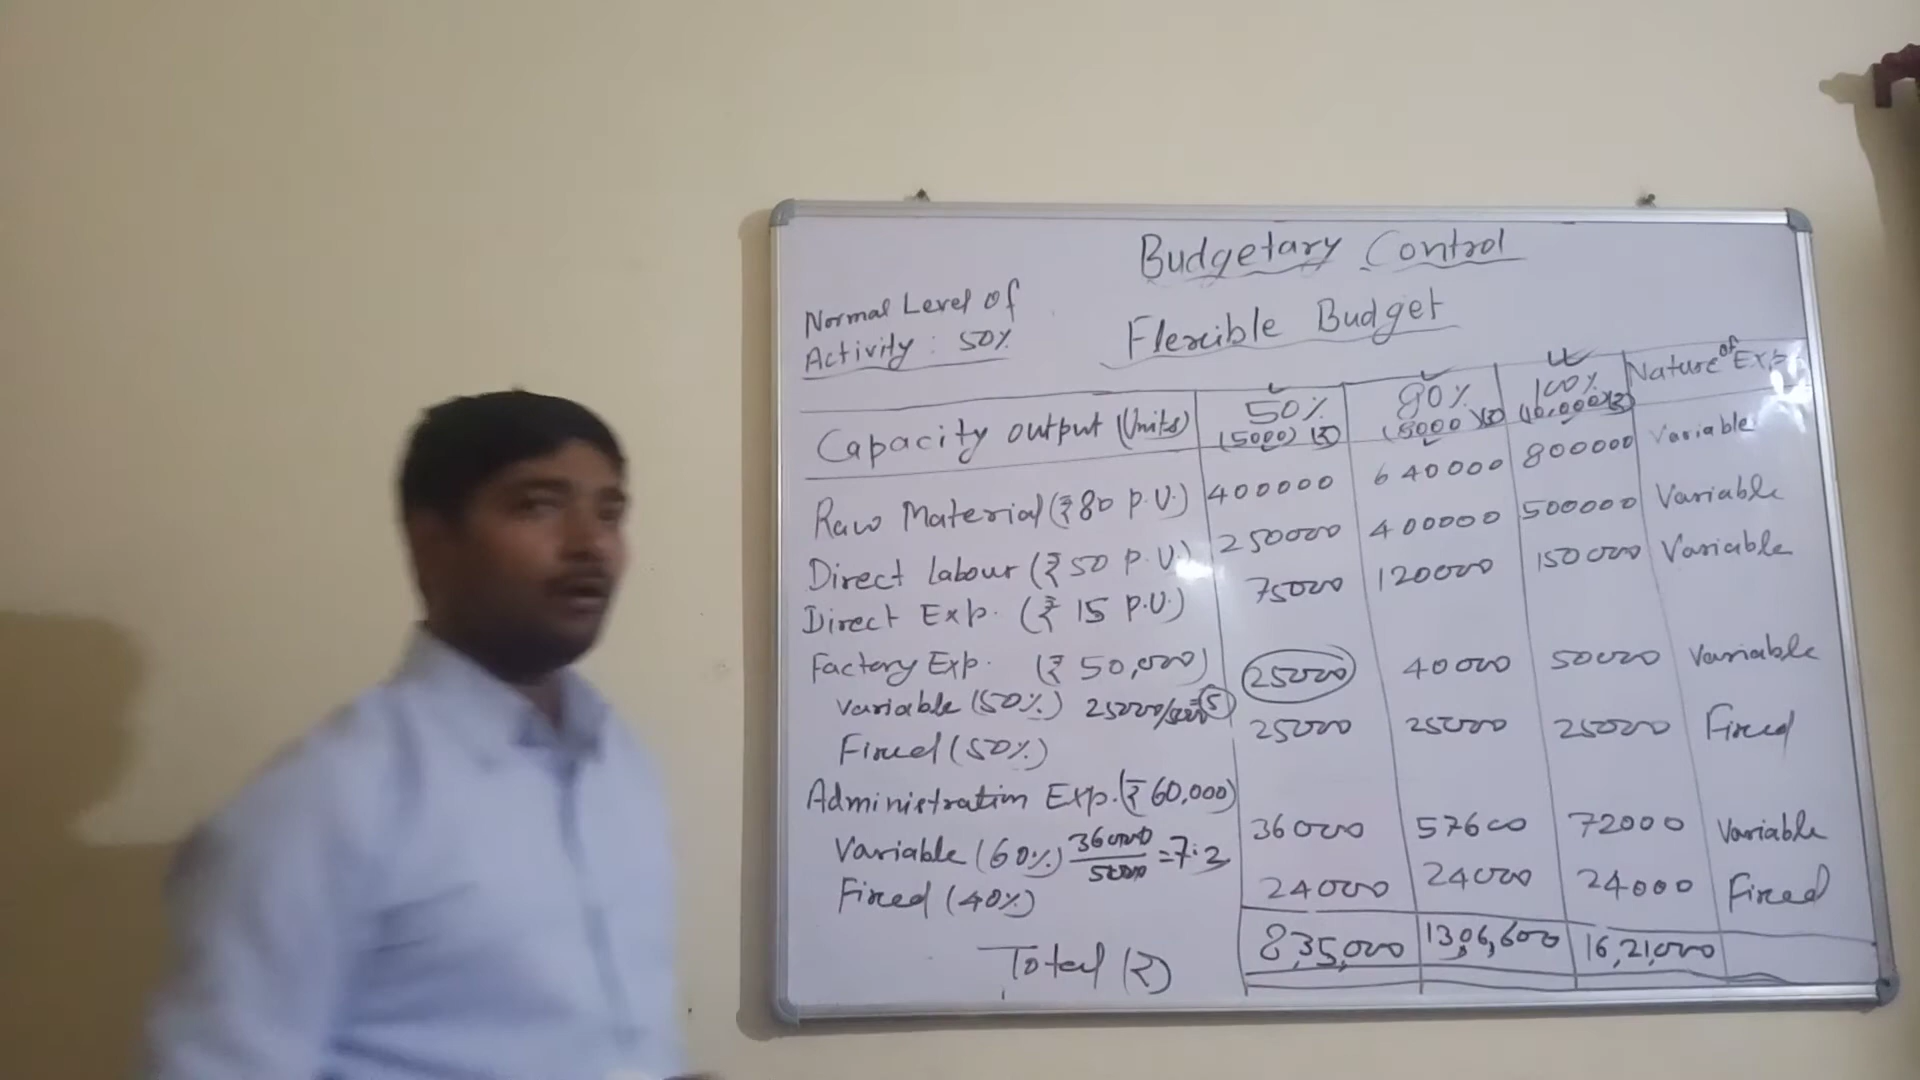 Budgetary Control
Normal Level of
Activity : 50%
Flexible Budget
Capacity output (Units) 50% 80% 100% Nature of Exp.
(5000) (8000 (10,000
Raw Material (₹80 P.U.) 400000 640000 800000 Variable
Direct Labour (₹50 P.U.) 250000 400000 500000 Variable
Direct Exp. (₹ 15 P.U.) 75000 120000 150000 Variable
Factory Exp. (₹ 50,000)
Variable (50%) 25000/5000 5 25000 40000 50000 Variable
Fixed (50%) 25000 25000 25000 Fixed
Administration Exp. (₹ 60,000)
Variable (60%) 36000/5000 =7.2 36000 57600 72000 Variable
Fixed (40%) 24000 24000 24000 Fixed
Total (₹) 8,35,000 13,06,600 16,21,000